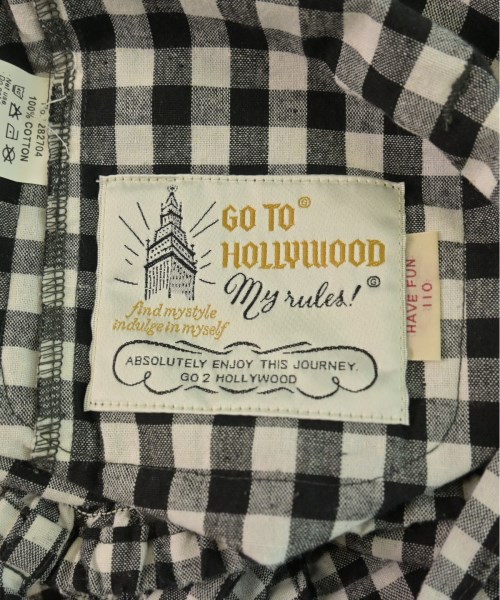 GO TO©
HOLLYWOOD
My rules! ©
find mystyle
indulge in myself
ABSOLUTELY ENJOY THIS JOURNEY.
GO 2 HOLLYWOOD
HAVE FUN
110
282704
100% COTTON